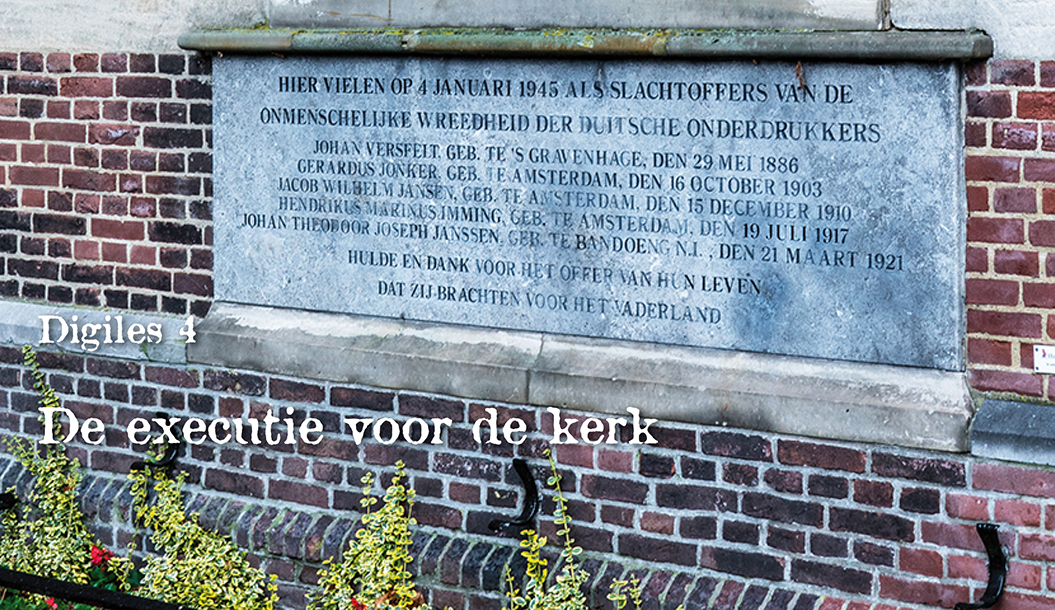 HIER VIELEN OP 4 JANUARI 1945 ALS SLACHTOFFERS VAN DE
ONMENSCHELIJKE WREEDHEID DER DUITSCHE ONDERDRUKKERS
JOHAN VERSFELT, GEB. TE 'S GRAVENHAGE, DEN 29 MEI 1886
GERARDUS JONKER, GEB. TE AMSTERDAM, DEN 16 OCTOBER 1903
JACOB WILHELM JANSEN, GEB. TE AMSTERDAM, DEN 15 DECEMBER 1910
HENDRIKUS MARINUS IMMING, GEB. TE AMSTERDAM, DEN 19 JULI 1917
JOHAN THEODOOR JOSEPH JANSSEN, GEB. TE BANDOENG N.I., DEN 21 MAART 1921
HULDE EN DANK VOOR HET OFFER VAN HUN LEVEN
DAT ZIJ BRACHTEN VOOR HET VADERLAND
Digiles 4
De executie voor de kerk